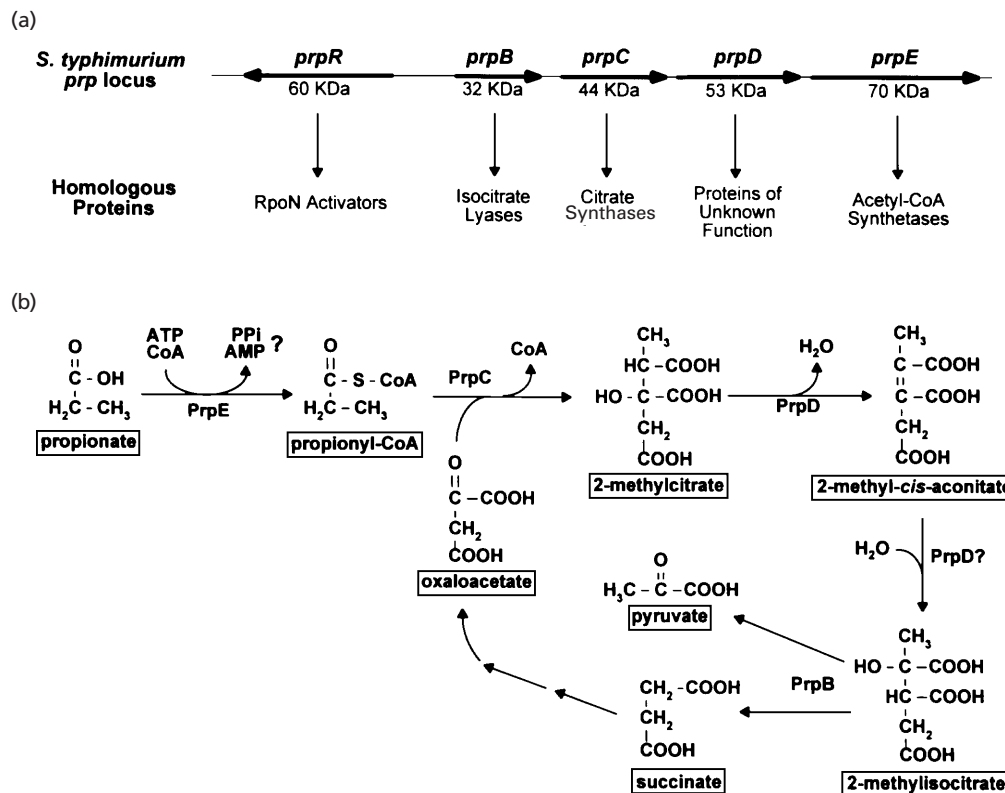 (a)
S. typhimurium
prp locus
prpR
prpB
prpC
prpD
prpE
60 KDa
32 KDa
44 KDa
53 KDa
70 KDa
Homologous
Proteins
RpoN Activators
Isocitrate
Lyases
Citrate
Synthases
Proteins of
Unknown
Function
Acetyl-CoA
Synthetases
(b)
O
C - OH
H2C - CH3
propionate
ATP
CoA
PPi
AMP ?
PrpE
O
C - S - CoA
H2C - CH3
propionyl-CoA
PrpC
CoA
O
C - COOH
CH2
COOH
oxaloacetate
CH3
HC - COOH
HO - C - COOH
CH2
COOH
2-methylcitrate
H2O
PrpD
CH3
C - COOH
C - COOH
CH2
COOH
2-methyl-cis-aconitate
H2O
PrpD?
CH3
HO - C - COOH
HC - COOH
CH2
COOH
2-methylisocitrate
PrpB
O
H3C - C - COOH
pyruvate
CH2 - COOH
CH2
COOH
succinate